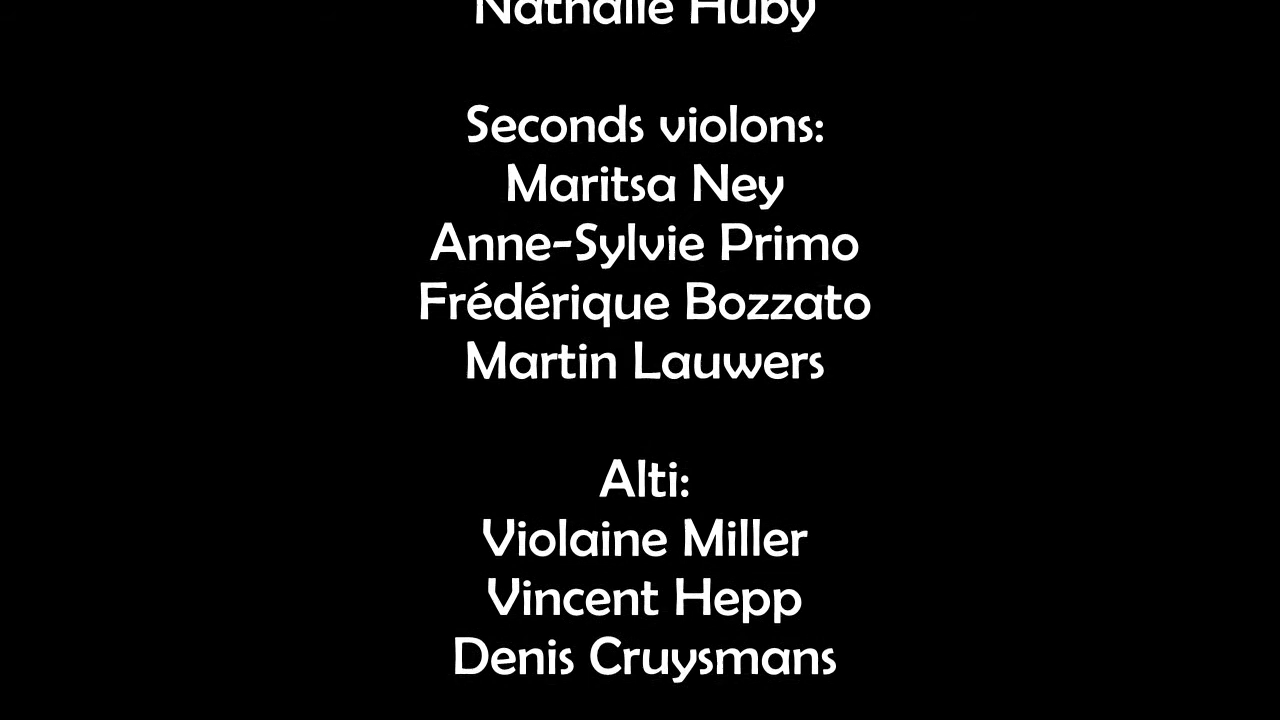 Nathalie Huby
Seconds violons:
Maritsa Ney
Anne-Sylvie Primo
Frédérique Bozzato
Martin Lauwers
Alti:
Violaine Miller
Vincent Hepp
Denis Cruysmans